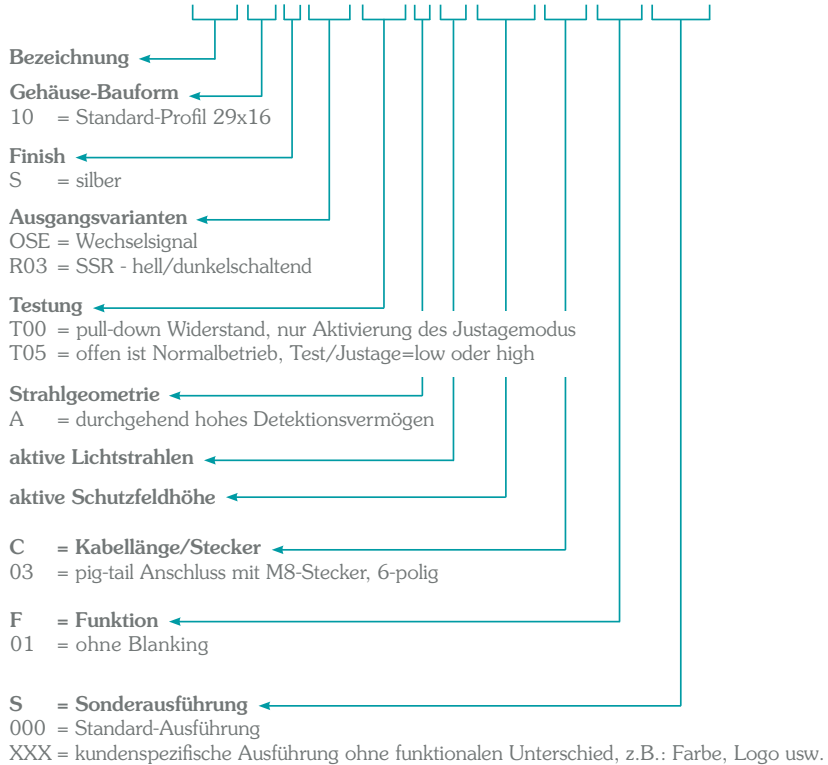 Bezeichnung
Gehäuse-Bauform
10 = Standard-Profil 29x16
Finish
S = silber
Ausgangsvarianten
OSE = Wechselsignal
R03 = SSR - hell/dunkelschaltend
Testung
T00 = pull-down Widerstand, nur Aktivierung des Justagemodus
T05 = offen ist Normalbetrieb, Test/Justage=low oder high
Strahlgeometrie
A = durchgehend hohes Detektionsvermögen
aktive Lichtstrahlen
aktive Schutzfeldhöhe
C = Kabellänge/Stecker
03 = pig-tail Anschluss mit M8-Stecker, 6-polig
F = Funktion
01 = ohne Blanking
S = Sonderausführung
000 = Standard-Ausführung
XXX = kundenspezifische Ausführung ohne funktionalen Unterschied, z.B.: Farbe, Logo usw.